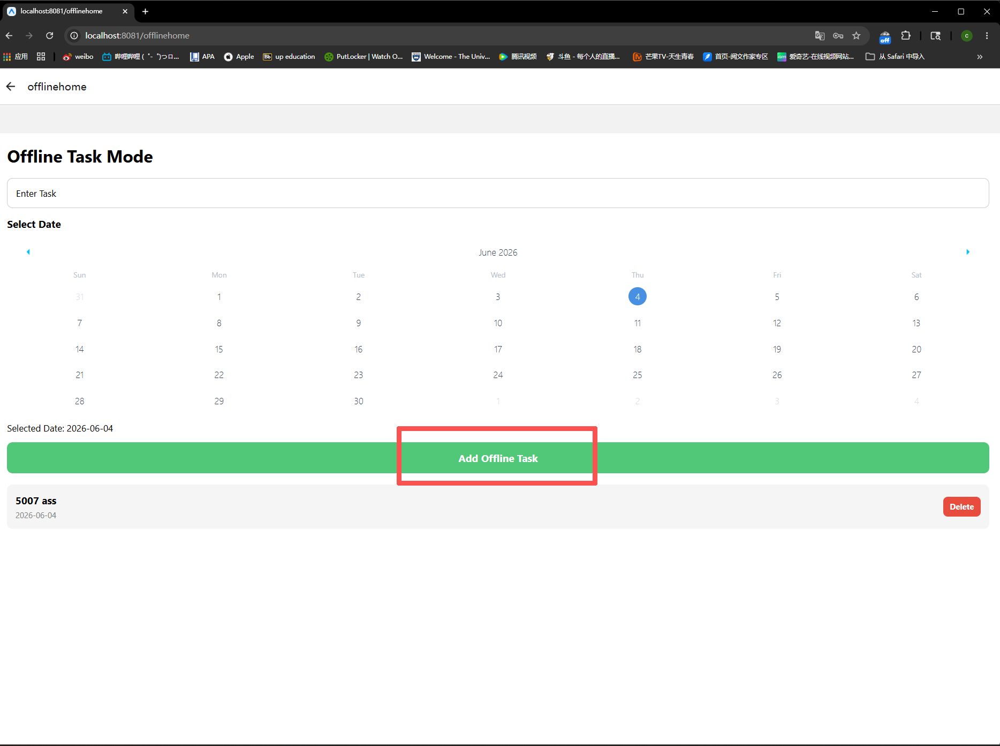 localhost:8081/offlinehome
localhost:8081/offlinehome
off
c
应用
weibo
哔哩哔哩 ( ゜- ゜)つロ...
APA
Apple
Bb up education
PutLocker | Watch O...
Welcome - The Univ...
腾讯视频
斗鱼 - 每个人的直播...
芒果TV-天生青春
首页-阅文作家专区
爱奇艺-在线视频网站...
从 Safari 中导入
offlinehome
Offline Task Mode
Enter Task
Select Date
June 2026
Sun Mon Tue Wed Thu Fri Sat
31 1 2 3 4 5 6
7 8 9 10 11 12 13
14 15 16 17 18 19 20
21 22 23 24 25 26 27
28 29 30 1 2 3 4
Selected Date: 2026-06-04
Add Offline Task
5007 ass
2026-06-04
Delete